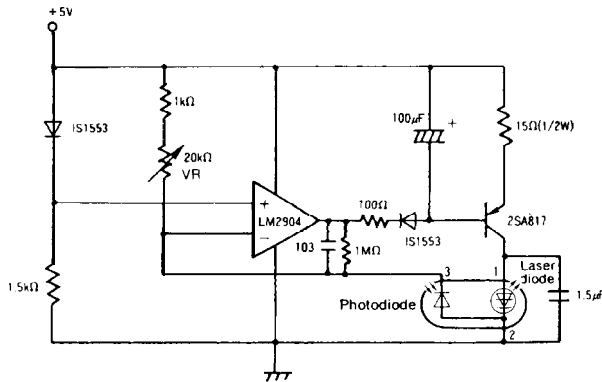 +5V
IS1553
1kΩ
20kΩ
VR
1.5kΩ
+
LM2904
−
103
1MΩ
100Ω
IS1553
100μF
+
15Ω(1/2W)
2SA817
3
1
Laser
diode
Photodiode
2
1.5μF